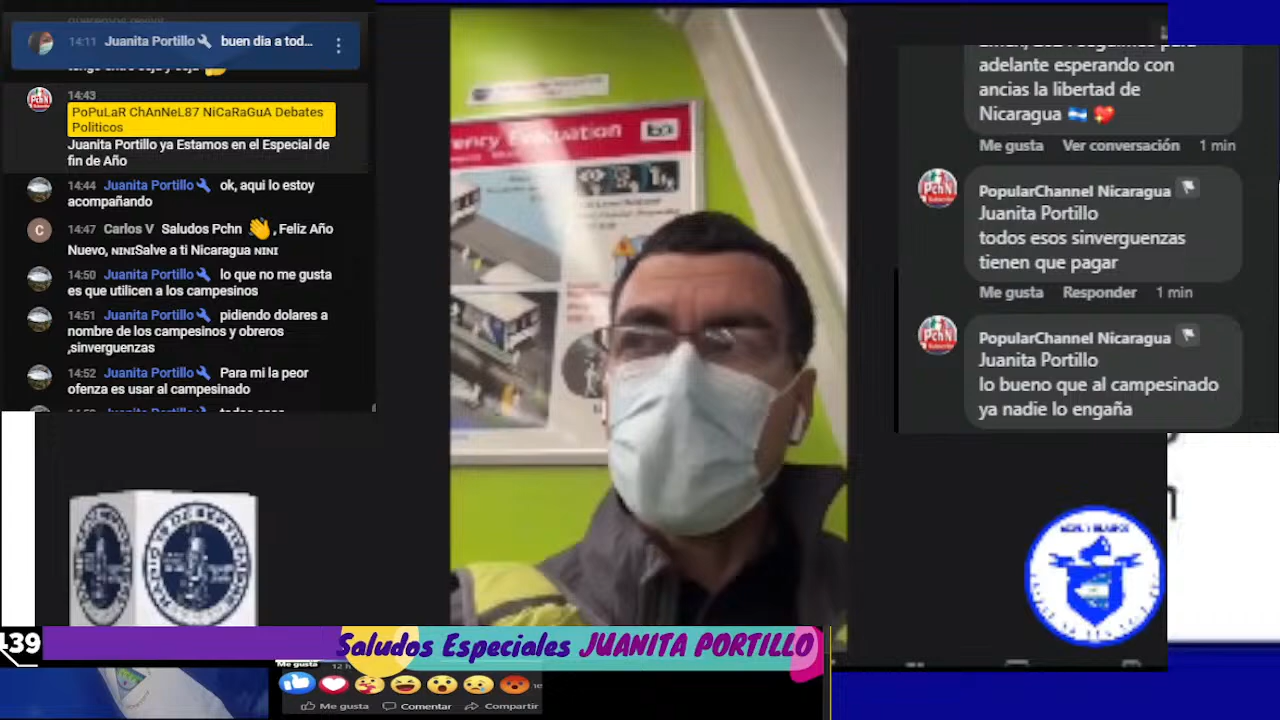 14:11 Juanita Portillo buen dia a tod...
14:43
PoPuLaR ChAnNeL87 NiCaRaGuA Debates
Politicos
Juanita Portillo ya Estamos en el Especial de
fin de Año
14:44 Juanita Portillo ok, aqui lo estoy
acompañando
C 14:47 Carlos V Saludos Pchn 👋, Feliz Año
Nuevo, ɴɪɴɪSalve a ti Nicaragua ɴɪɴɪ
14:50 Juanita Portillo lo que no me gusta
es que utilicen a los campesinos
14:51 Juanita Portillo pidiendo dolares a
nombre de los campesinos y obreros
,sinverguenzas
14:52 Juanita Portillo Para mi la peor
ofenza es usar al campesinado
Evacuation
adelante esperando con
ancias la libertad de
Nicaragua 🇳🇮 💖
Me gusta Ver conversación 1 min
PopularChannel Nicaragua
Juanita Portillo
todos esos sinverguenzas
tienen que pagar
Me gusta Responder 1 min
PopularChannel Nicaragua
Juanita Portillo
lo bueno que al campesinado
ya nadie lo engaña
439
Saludos Especiales JUANITA PORTILLO
Me gusta 12 h
Me gusta Comentar Compartir